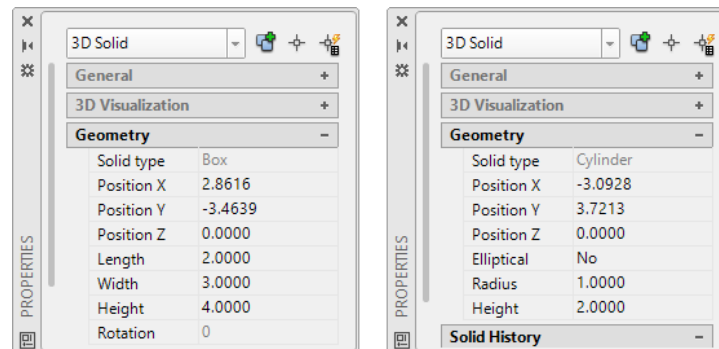 3D Solid
General
3D Visualization
Geometry
Solid type Box
Position X 2.8616
Position Y -3.4639
Position Z 0.0000
Length 2.0000
Width 3.0000
Height 4.0000
Rotation 0
PROPERTIES
3D Solid
General
3D Visualization
Geometry
Solid type Cylinder
Position X -3.0928
Position Y 3.7213
Position Z 0.0000
Elliptical No
Radius 1.0000
Height 2.0000
Solid History
PROPERTIES